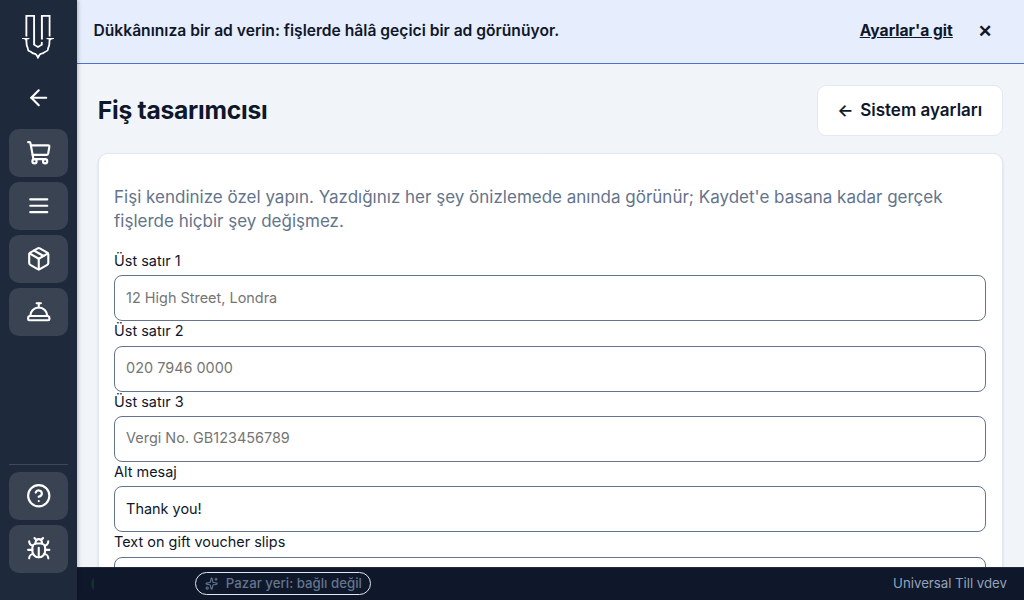 Dükkânınıza bir ad verin: fişlerde hâlâ geçici bir ad görünüyor.
Ayarlar'a git
Fiş tasarımcısı
Sistem ayarları
Fişi kendinize özel yapın. Yazdığınız her şey önizlemede anında görünür; Kaydet'e basana kadar gerçek
fişlerde hiçbir şey değişmez.
Üst satır 1
12 High Street, Londra
Üst satır 2
020 7946 0000
Üst satır 3
Vergi No. GB123456789
Alt mesaj
Thank you!
Text on gift voucher slips
Pazar yeri: bağlı değil
Universal Till vdev